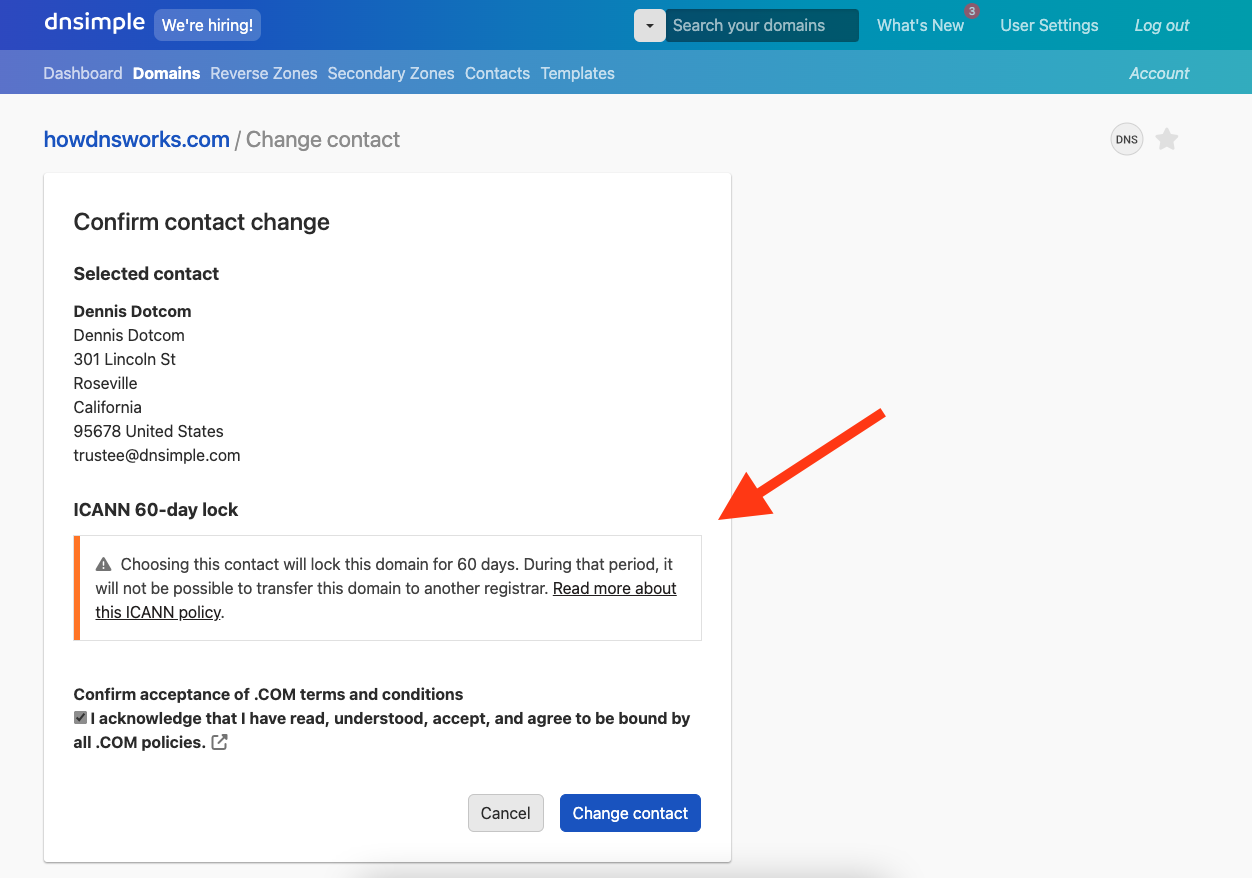 dnsimple We're hiring! Search your domains What's New 3 User Settings Log out
Dashboard Domains Reverse Zones Secondary Zones Contacts Templates Account
howdnsworks.com / Change contact DNS
Confirm contact change
Selected contact
Dennis Dotcom
Dennis Dotcom
301 Lincoln St
Roseville
California
95678 United States
trustee@dnsimple.com
ICANN 60-day lock
Choosing this contact will lock this domain for 60 days. During that period, it
will not be possible to transfer this domain to another registrar. Read more about
this ICANN policy.
Confirm acceptance of .COM terms and conditions
I acknowledge that I have read, understood, accept, and agree to be bound by
all .COM policies.
Cancel Change contact